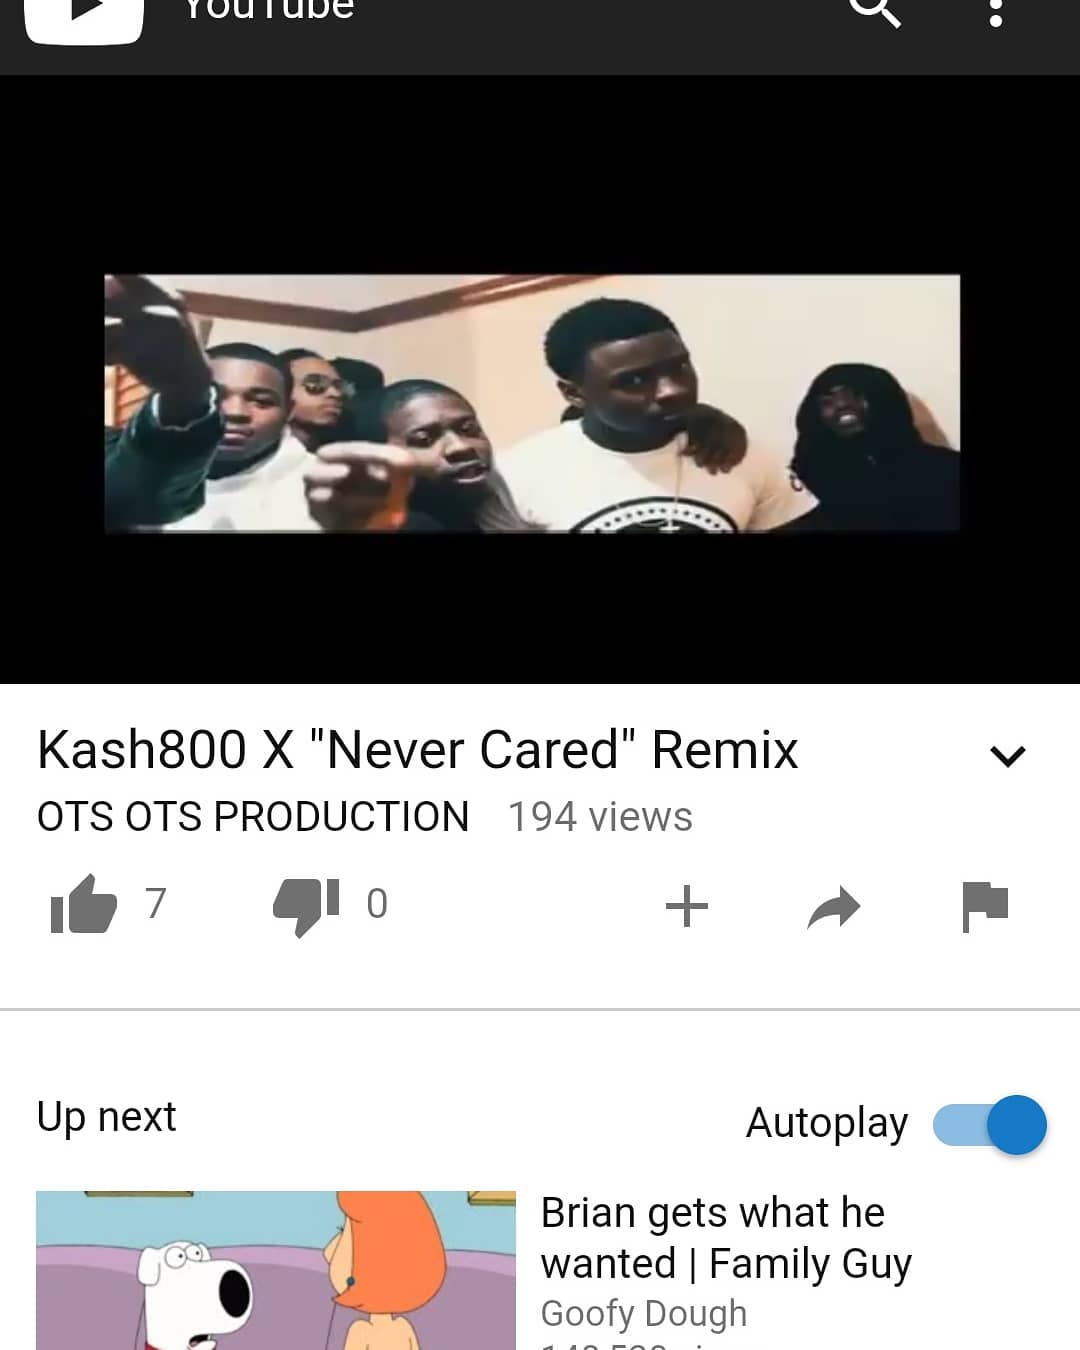 YouTube
Kash800 X "Never Cared" Remix
OTS OTS PRODUCTION 194 views
7 0
Up next
Autoplay
Brian gets what he
wanted | Family Guy
Goofy Dough